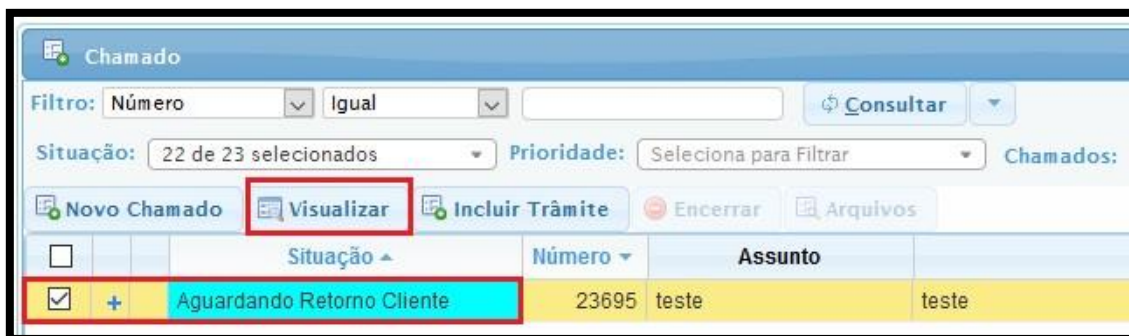 Chamado
Filtro: Número Igual Consultar
Situação: 22 de 23 selecionados Prioridade: Seleciona para Filtrar Chamados:
Novo Chamado Visualizar Incluir Trâmite Encerrar Arquivos
Situação Número Assunto
Aguardando Retorno Cliente 23695 teste teste